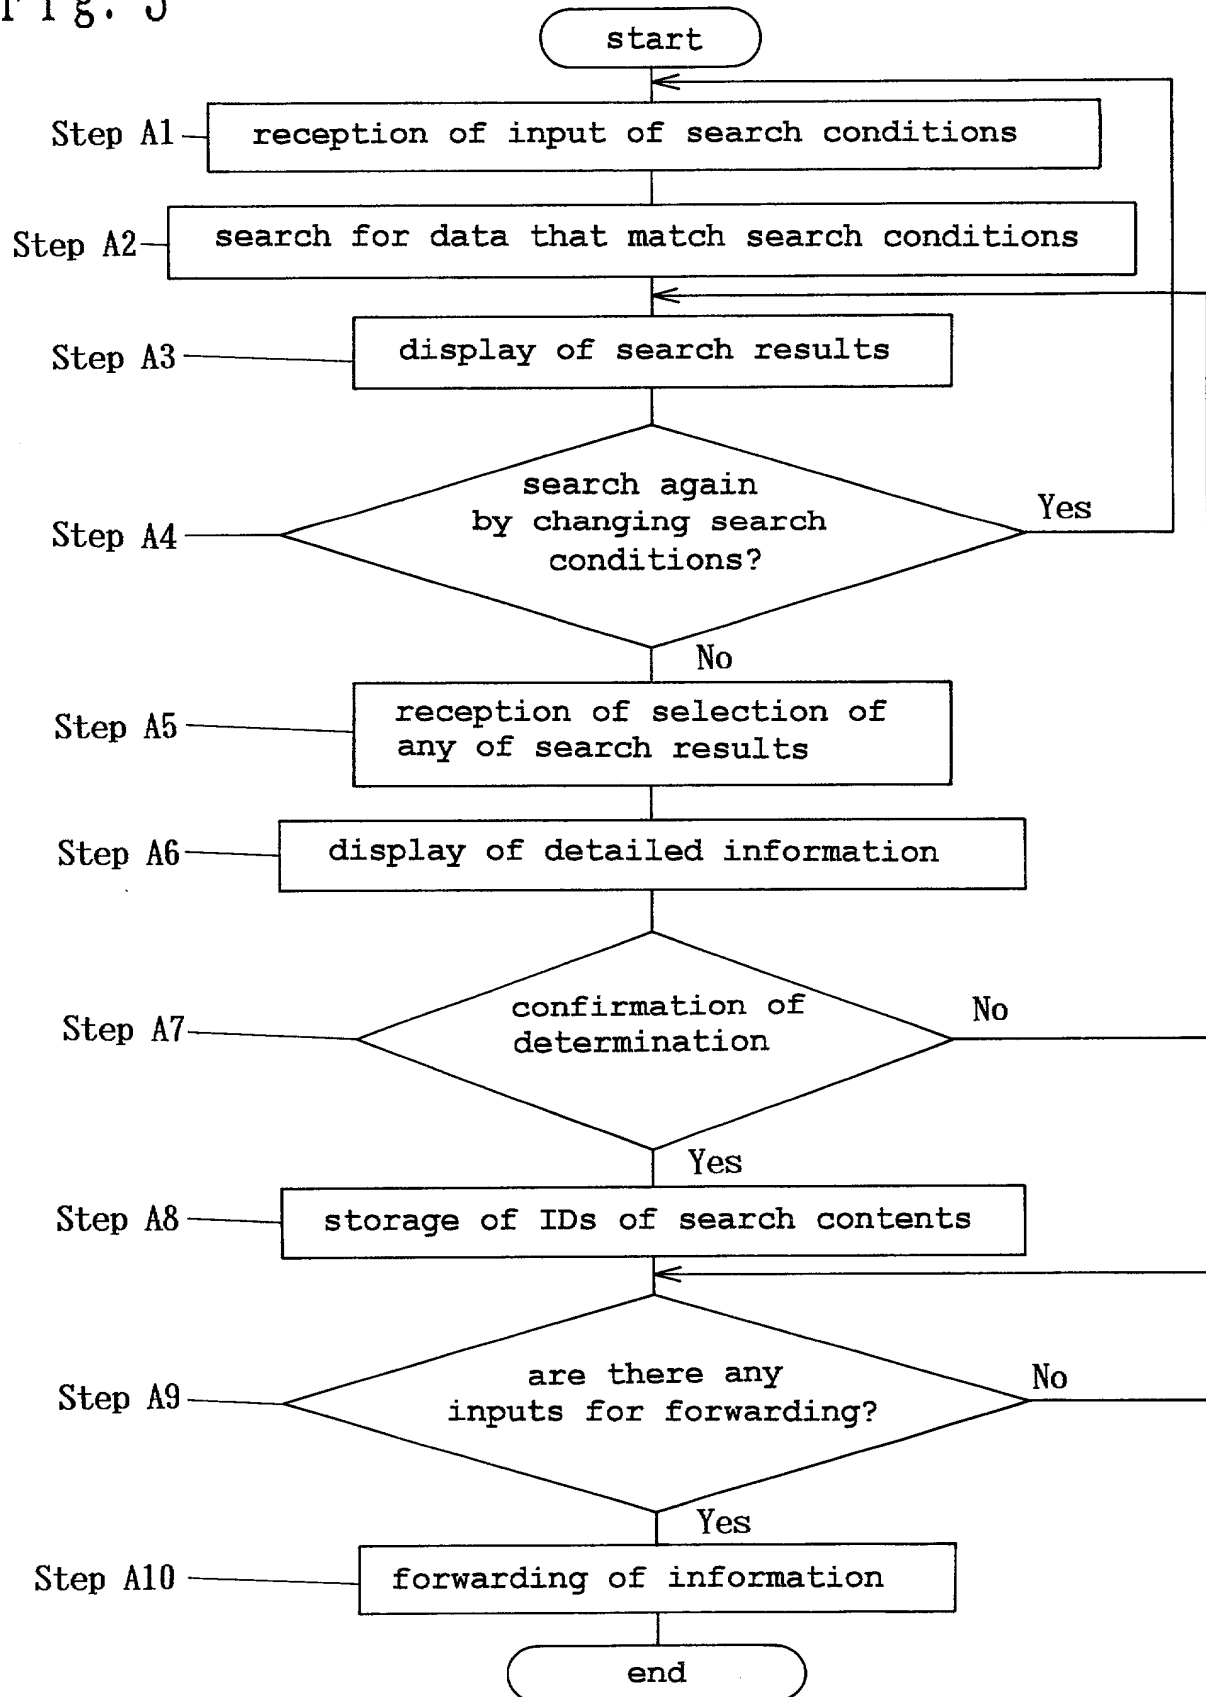 start
Step A1
reception of input of search conditions
Step A2
search for data that match search conditions
Step A3
display of search results
Step A4
search again
by changing search
conditions?
Yes
No
Step A5
reception of selection of
any of search results
Step A6
display of detailed information
Step A7
confirmation of
determination
No
Yes
Step A8
storage of IDs of search contents
Step A9
are there any
inputs for forwarding?
No
Yes
Step A10
forwarding of information
end